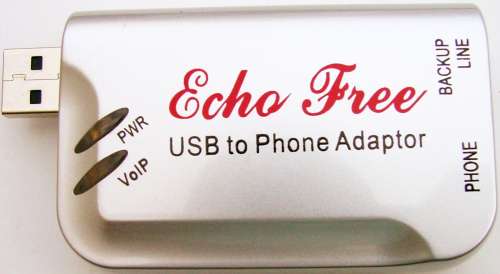 Echo Free
USB to Phone Adaptor
PWR
VoIP
BACKUP
LINE
PHONE